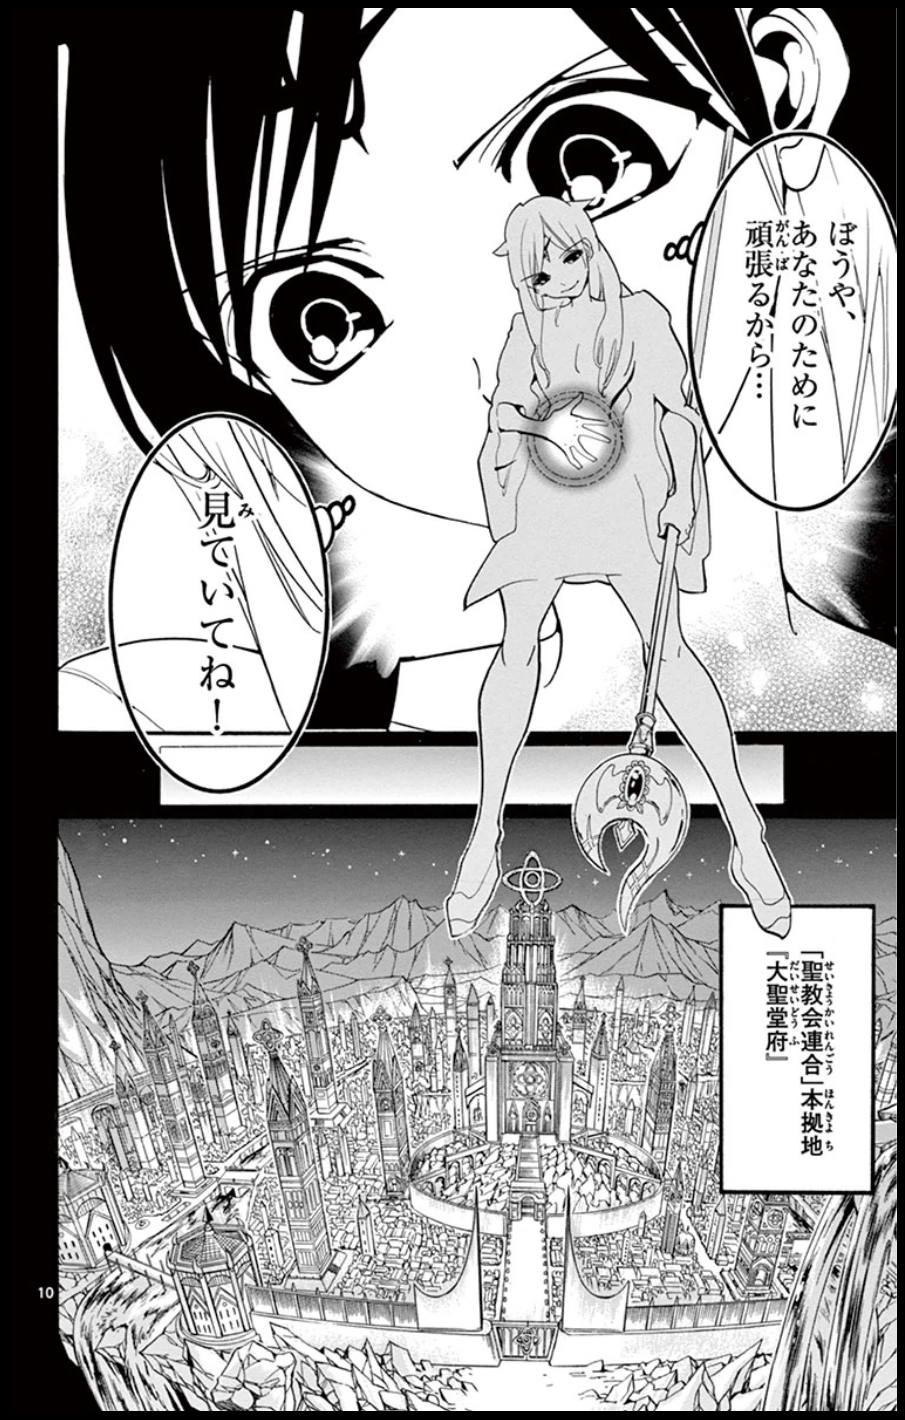 ぼうや、
あなたのために
頑張るから…
見ていてね！
「聖教会連合」本拠地
『大聖堂府』
10